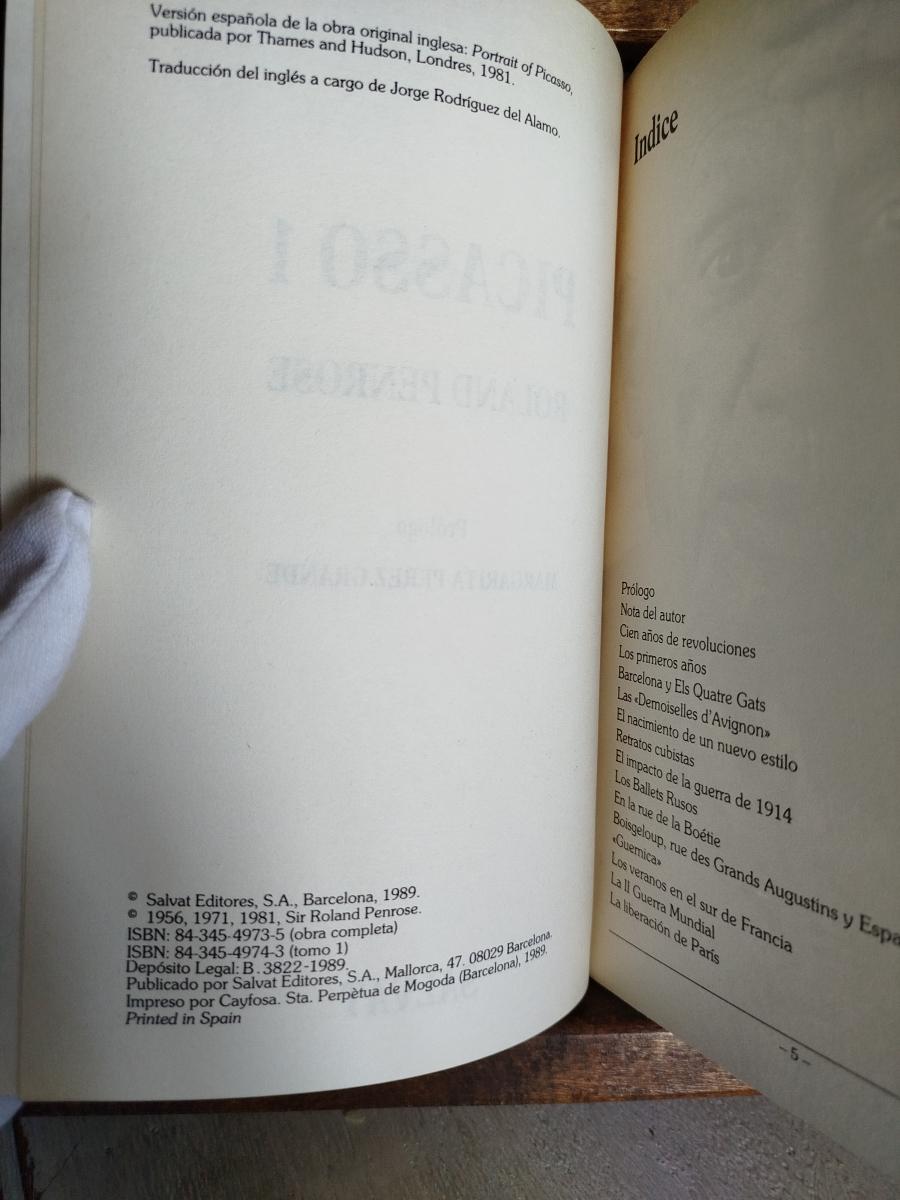 Versión española de la obra original inglesa: Portrait of Picasso,
publicada por Thames and Hudson, Londres, 1981.
Traducción del inglés a cargo de Jorge Rodríguez del Alamo.
PICASSO 1
ROLAND PENROSE
Prólogo
MARGARITA PEREZ GRANDE
© Salvat Editores, S.A., Barcelona, 1989.
© 1956, 1971, 1981, Sir Roland Penrose.
ISBN: 84-345-4973-5 (obra completa)
ISBN: 84-345-4974-3 (tomo 1)
Depósito Legal: B. 3822-1989.
Publicado por Salvat Editores, S.A., Mallorca, 47. 08029 Barcelona.
Impreso por Cayfosa. Sta. Perpètua de Mogoda (Barcelona), 1989.
Printed in Spain
Indice
Prólogo
Nota del autor
Cien años de revoluciones
Los primeros años
Barcelona y Els Quatre Gats
Las «Demoiselles d'Avignon»
El nacimiento de un nuevo estilo
Retratos cubistas
El impacto de la guerra de 1914
Los Ballets Rusos
En la rue de la Boétie
Boisgeloup, rue des Grands Augustins y Espa
«Guernica»
Los veranos en el sur de Francia
La II Guerra Mundial
La liberación de París
– 5 –